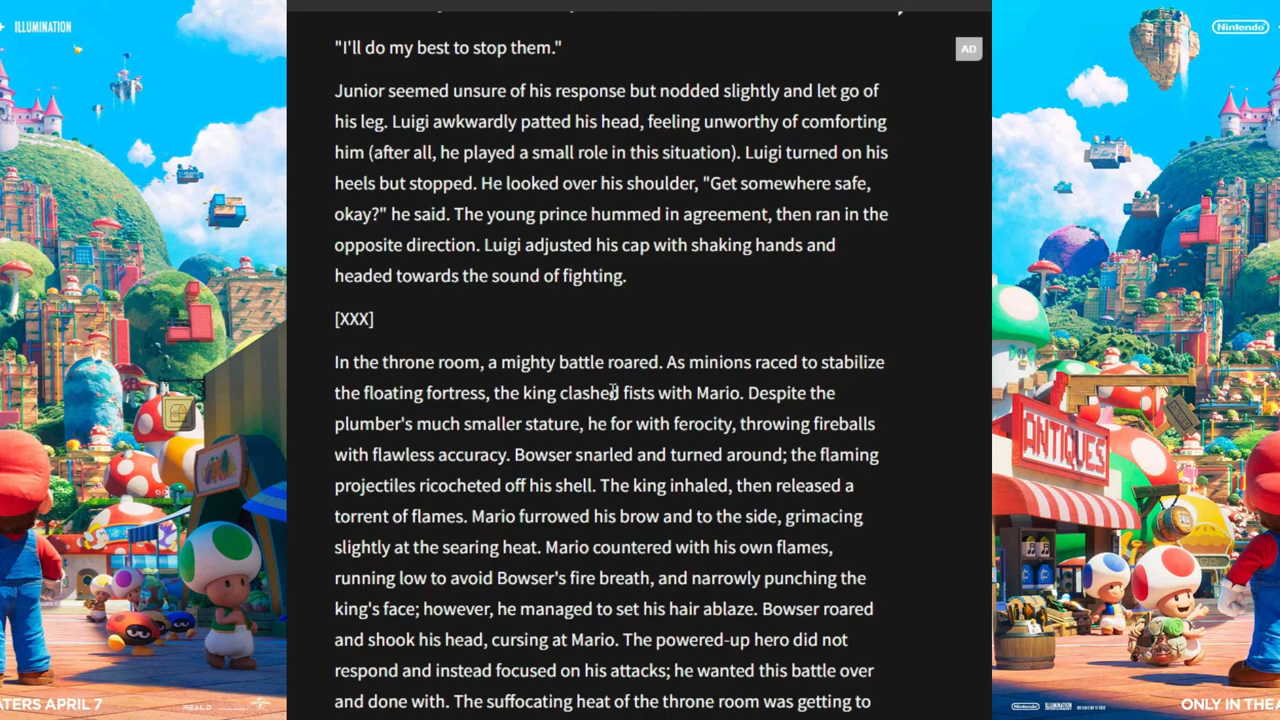 ILLUMINATION
Nintendo
AD
"I'll do my best to stop them."
Junior seemed unsure of his response but nodded slightly and let go of
his leg. Luigi awkwardly patted his head, feeling unworthy of comforting
him (after all, he played a small role in this situation). Luigi turned on his
heels but stopped. He looked over his shoulder, "Get somewhere safe,
okay?" he said. The young prince hummed in agreement, then ran in the
opposite direction. Luigi adjusted his cap with shaking hands and
headed towards the sound of fighting.
[XXX]
In the throne room, a mighty battle roared. As minions raced to stabilize
the floating fortress, the king clashed fists with Mario. Despite the
plumber's much smaller stature, he for with ferocity, throwing fireballs
with flawless accuracy. Bowser snarled and turned around; the flaming
projectiles ricocheted off his shell. The king inhaled, then released a
torrent of flames. Mario furrowed his brow and to the side, grimacing
slightly at the searing heat. Mario countered with his own flames,
running low to avoid Bowser's fire breath, and narrowly punching the
king's face; however, he managed to set his hair ablaze. Bowser roared
and shook his head, cursing at Mario. The powered-up hero did not
respond and instead focused on his attacks; he wanted this battle over
and done with. The suffocating heat of the throne room was getting to
ANTIQUES
ATERS APRIL 7
REAL D
Nintendo
ILLUMINATION
ONLY IN THEA